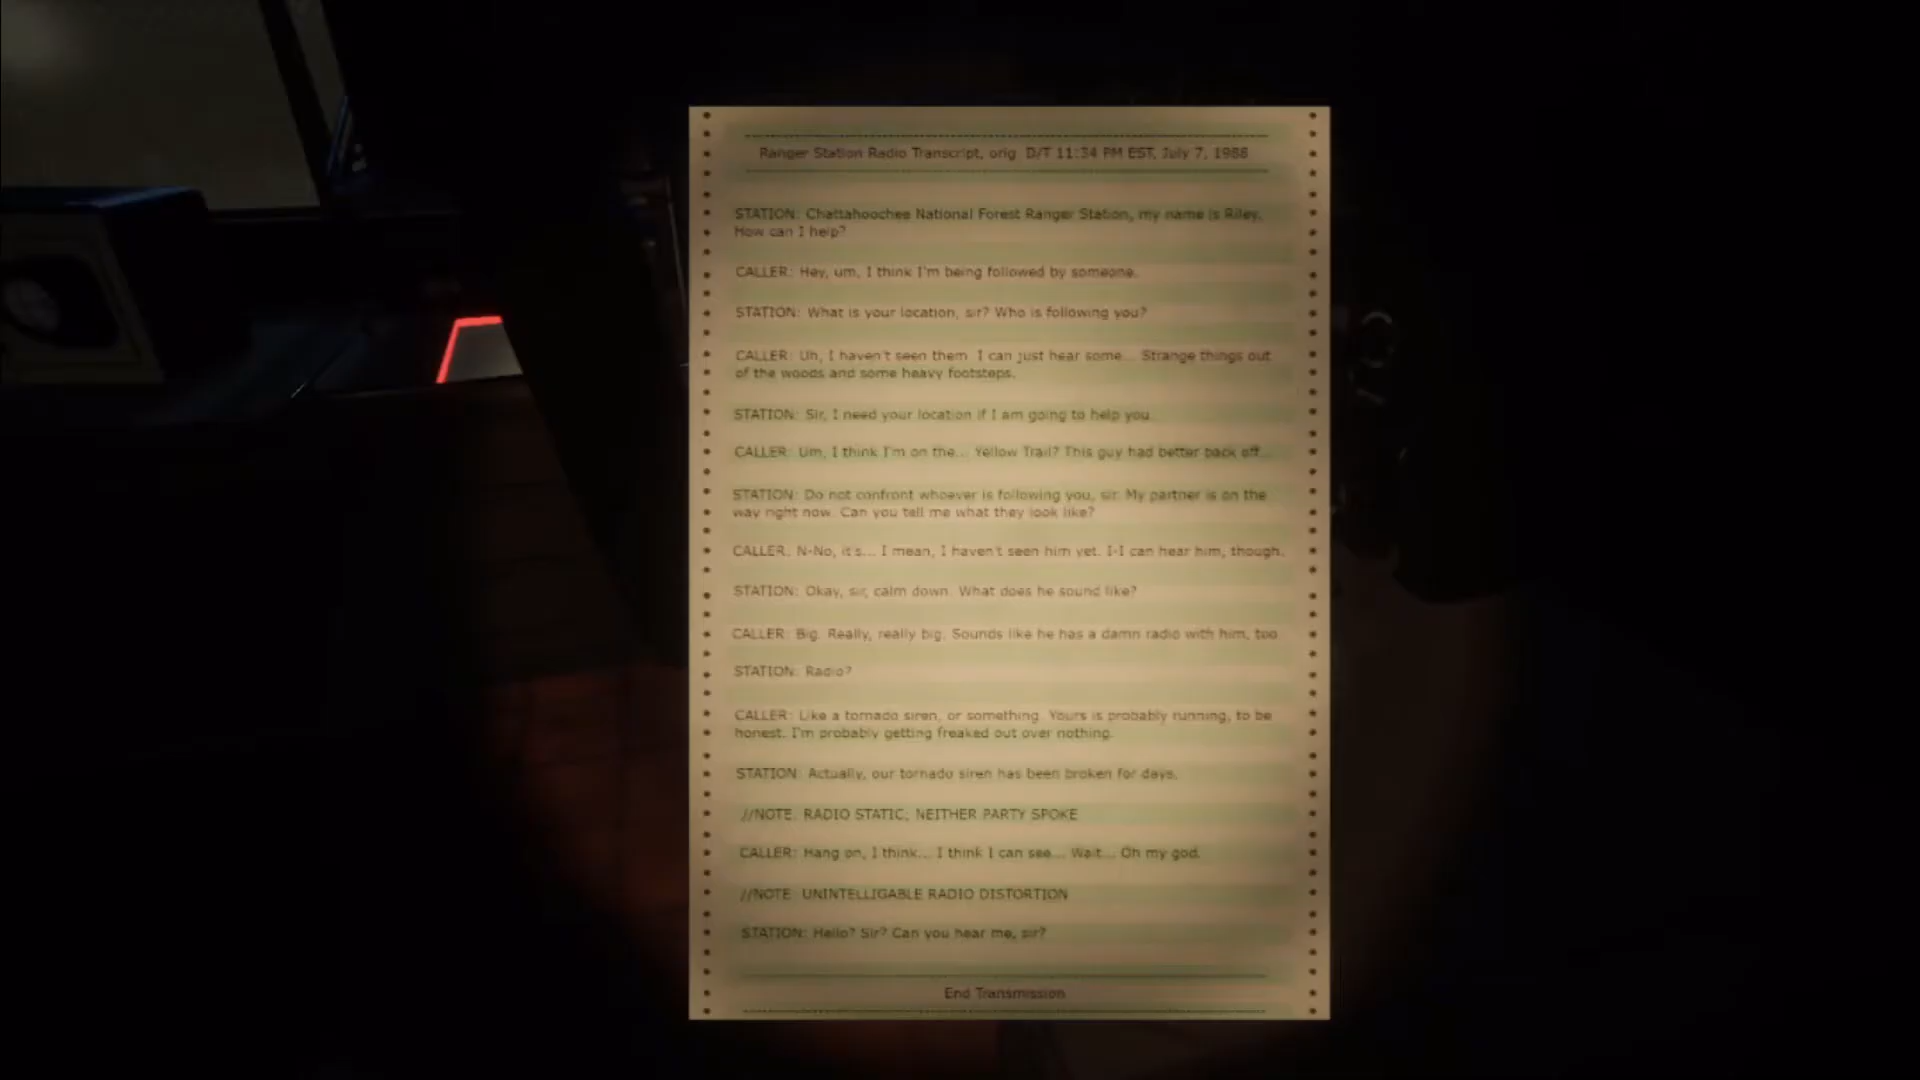 Ranger Station Radio Transcript, orig. D/T 11:34 PM EST, July 7, 1988
STATION: Chattahoochee National Forest Ranger Station, my name is Riley.
How can I help?
CALLER: Hey, um, I think I'm being followed by someone.
STATION: What is your location, sir? Who is following you?
CALLER: Uh, I haven't seen them. I can just hear some... Strange things out
of the woods and some heavy footsteps.
STATION: Sir, I need your location if I am going to help you.
CALLER: Um, I think I'm on the... Yellow Trail? This guy had better back off...
STATION: Do not confront whoever is following you, sir. My partner is on the
way right now. Can you tell me what they look like?
CALLER: N-No, it's... I mean, I haven't seen him yet. I-I can hear him, though.
STATION: Okay, sir, calm down. What does he sound like?
CALLER: Big. Really, really big. Sounds like he has a damn radio with him, too.
STATION: Radio?
CALLER: Like a tornado siren, or something. Yours is probably running, to be
honest. I'm probably getting freaked out over nothing.
STATION: Actually, our tornado siren has been broken for days.
//NOTE: RADIO STATIC; NEITHER PARTY SPOKE
CALLER: Hang on, I think... I think I can see... Wait... Oh my god.
//NOTE: UNINTELLIGABLE RADIO DISTORTION
STATION: Hello? Sir? Can you hear me, sir?
End Transmission